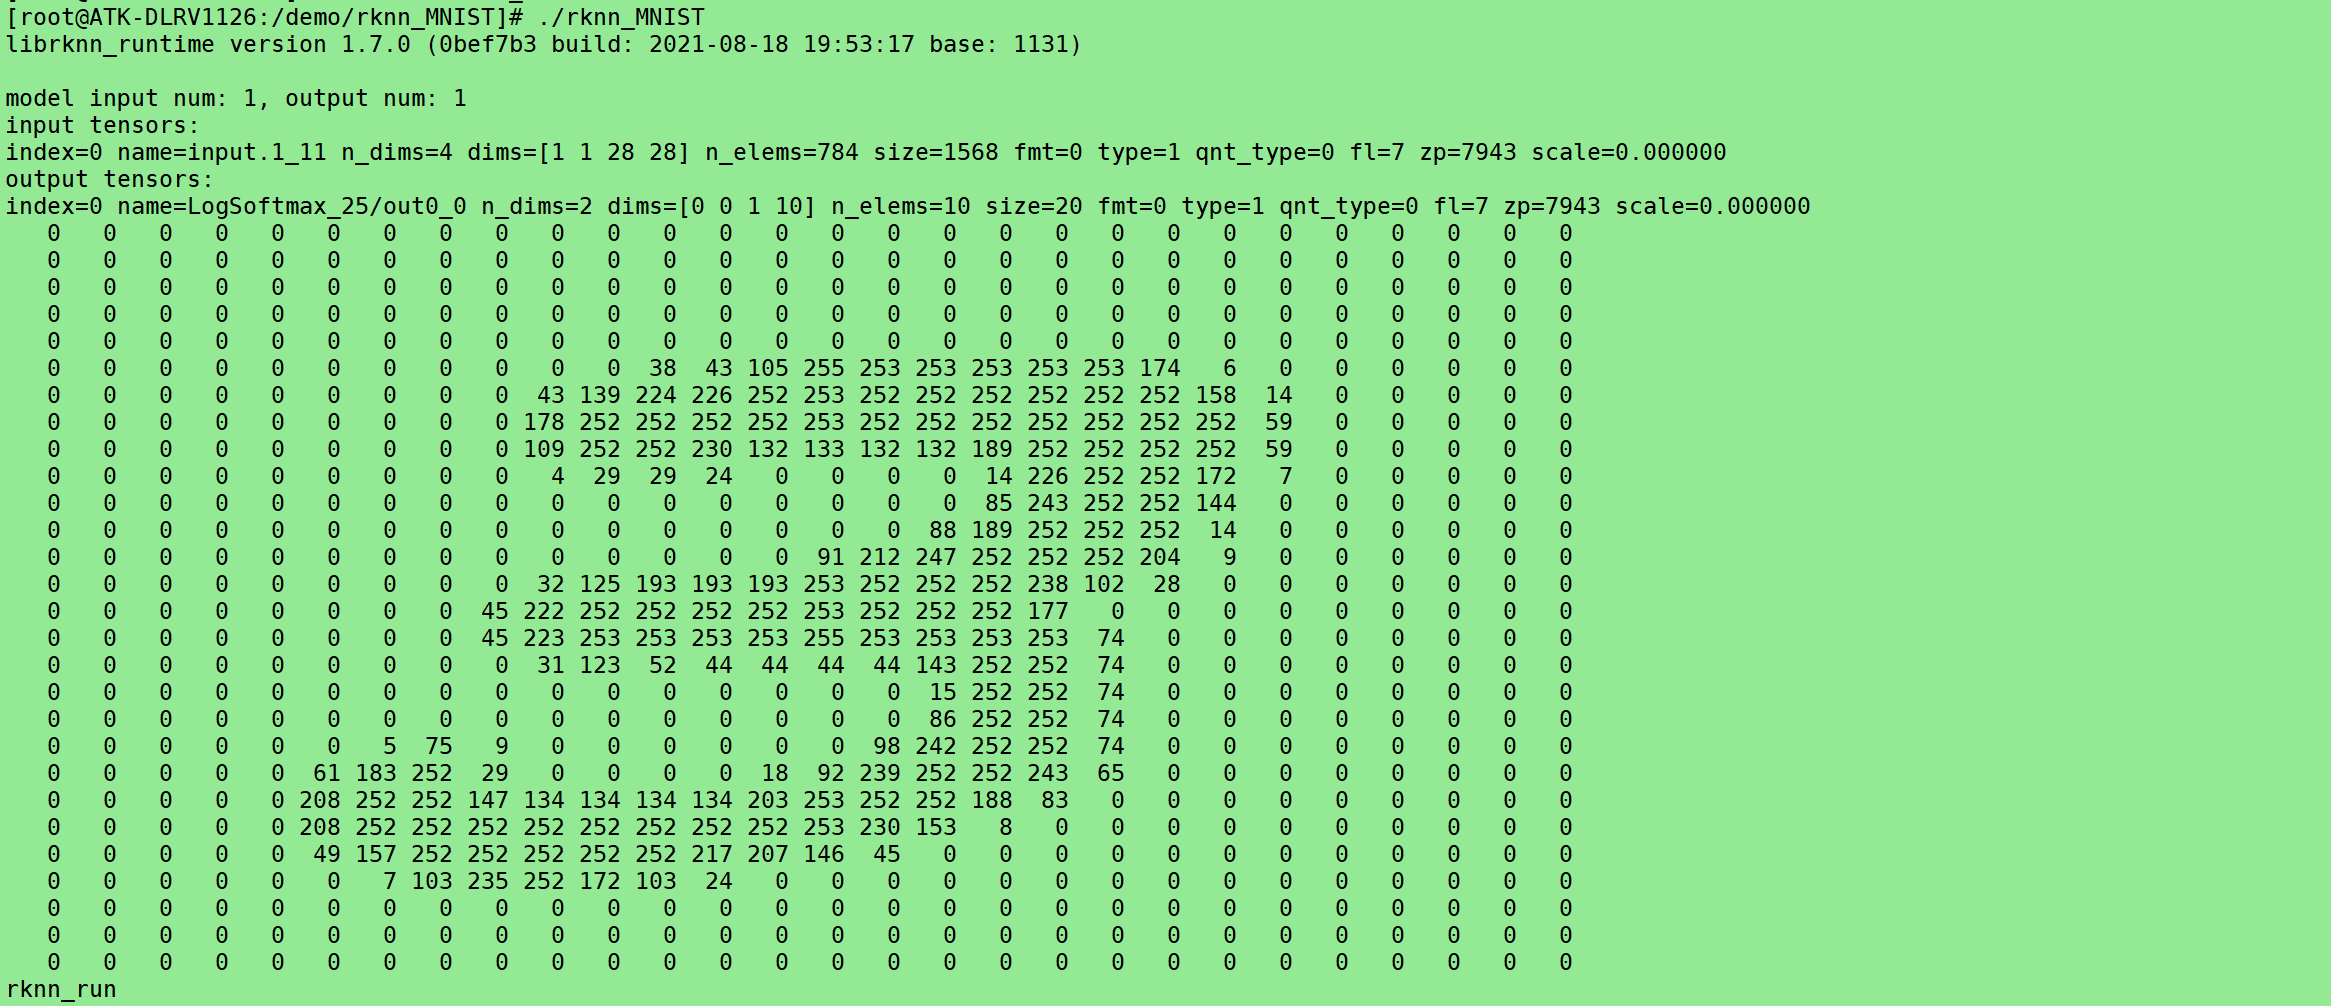 [root@ATK-DLRV1126:/demo/rknn_MNIST]# ./rknn_MNIST
librknn_runtime version 1.7.0 (0bef7b3 build: 2021-08-18 19:53:17 base: 1131)
model input num: 1, output num: 1
input tensors:
index=0 name=input.1_11 n_dims=4 dims=[1 1 28 28] n_elems=784 size=1568 fmt=0 type=1 qnt_type=0 fl=7 zp=7943 scale=0.000000
output tensors:
index=0 name=LogSoftmax_25/out0_0 n_dims=2 dims=[0 0 1 10] n_elems=10 size=20 fmt=0 type=1 qnt_type=0 fl=7 zp=7943 scale=0.000000
0 0 0 0 0 0 0 0 0 0 0 0 0 0 0 0 0 0 0 0 0 0 0 0 0 0 0 0
0 0 0 0 0 0 0 0 0 0 0 0 0 0 0 0 0 0 0 0 0 0 0 0 0 0 0 0
0 0 0 0 0 0 0 0 0 0 0 0 0 0 0 0 0 0 0 0 0 0 0 0 0 0 0 0
0 0 0 0 0 0 0 0 0 0 0 0 0 0 0 0 0 0 0 0 0 0 0 0 0 0 0 0
0 0 0 0 0 0 0 0 0 0 0 0 0 0 0 0 0 0 0 0 0 0 0 0 0 0 0 0
0 0 0 0 0 0 0 0 0 0 0 38 43 105 255 253 253 253 253 253 174 6 0 0 0 0 0 0
0 0 0 0 0 0 0 0 0 43 139 224 226 252 253 252 252 252 252 252 252 158 14 0 0 0 0 0
0 0 0 0 0 0 0 0 0 178 252 252 252 252 253 252 252 252 252 252 252 252 59 0 0 0 0 0
0 0 0 0 0 0 0 0 0 109 252 252 230 132 133 132 132 189 252 252 252 252 59 0 0 0 0 0
0 0 0 0 0 0 0 0 0 4 29 29 24 0 0 0 0 14 226 252 252 172 7 0 0 0 0 0
0 0 0 0 0 0 0 0 0 0 0 0 0 0 0 0 0 85 243 252 252 144 0 0 0 0 0 0
0 0 0 0 0 0 0 0 0 0 0 0 0 0 0 0 88 189 252 252 252 14 0 0 0 0 0 0
0 0 0 0 0 0 0 0 0 0 0 0 0 0 91 212 247 252 252 252 204 9 0 0 0 0 0 0
0 0 0 0 0 0 0 0 0 32 125 193 193 193 253 252 252 252 238 102 28 0 0 0 0 0 0 0
0 0 0 0 0 0 0 0 45 222 252 252 252 252 253 252 252 252 177 0 0 0 0 0 0 0 0 0
0 0 0 0 0 0 0 0 45 223 253 253 253 253 255 253 253 253 253 74 0 0 0 0 0 0 0 0
0 0 0 0 0 0 0 0 0 31 123 52 44 44 44 44 143 252 252 74 0 0 0 0 0 0 0 0
0 0 0 0 0 0 0 0 0 0 0 0 0 0 0 0 15 252 252 74 0 0 0 0 0 0 0 0
0 0 0 0 0 0 0 0 0 0 0 0 0 0 0 0 86 252 252 74 0 0 0 0 0 0 0 0
0 0 0 0 0 0 5 75 9 0 0 0 0 0 0 98 242 252 252 74 0 0 0 0 0 0 0 0
0 0 0 0 0 61 183 252 29 0 0 0 0 18 92 239 252 252 243 65 0 0 0 0 0 0 0 0
0 0 0 0 0 208 252 252 147 134 134 134 134 203 253 252 252 188 83 0 0 0 0 0 0 0 0 0
0 0 0 0 0 208 252 252 252 252 252 252 252 252 253 230 153 8 0 0 0 0 0 0 0 0 0 0
0 0 0 0 0 49 157 252 252 252 252 252 217 207 146 45 0 0 0 0 0 0 0 0 0 0 0 0
0 0 0 0 0 0 7 103 235 252 172 103 24 0 0 0 0 0 0 0 0 0 0 0 0 0 0 0
0 0 0 0 0 0 0 0 0 0 0 0 0 0 0 0 0 0 0 0 0 0 0 0 0 0 0 0
0 0 0 0 0 0 0 0 0 0 0 0 0 0 0 0 0 0 0 0 0 0 0 0 0 0 0 0
0 0 0 0 0 0 0 0 0 0 0 0 0 0 0 0 0 0 0 0 0 0 0 0 0 0 0 0
rknn_run